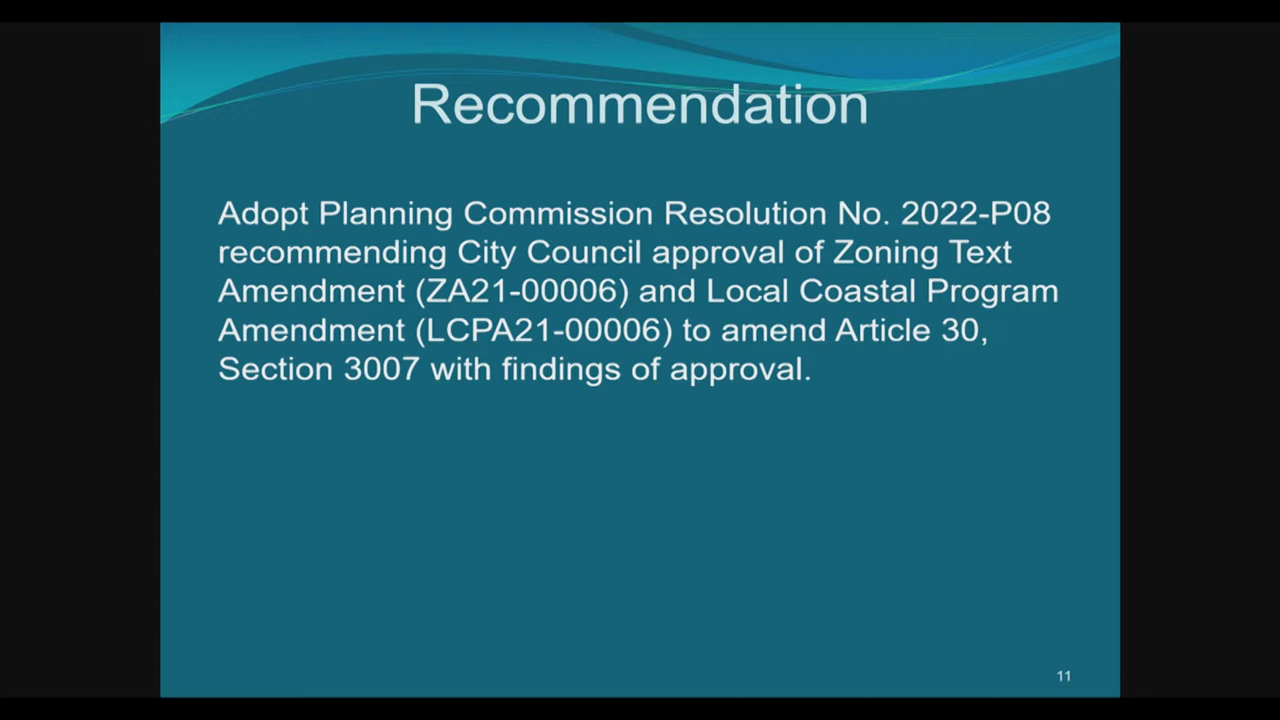 Recommendation
Adopt Planning Commission Resolution No. 2022-P08
recommending City Council approval of Zoning Text
Amendment (ZA21-00006) and Local Coastal Program
Amendment (LCPA21-00006) to amend Article 30,
Section 3007 with findings of approval.
11